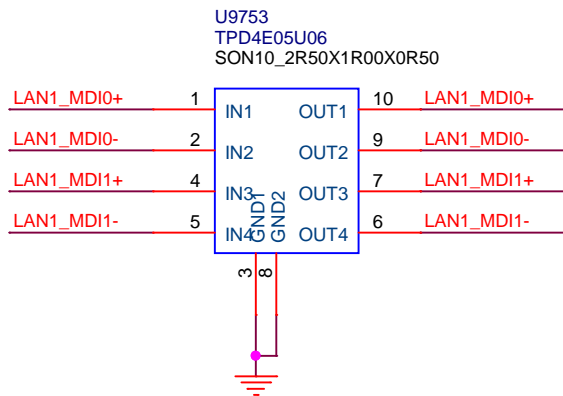 U9753
TPD4E05U06
SON10_2R50X1R00X0R50
LAN1_MDI0+ 1 IN1 OUT1 10 LAN1_MDI0+
LAN1_MDI0- 2 IN2 OUT2 9 LAN1_MDI0-
LAN1_MDI1+ 4 IN3 OUT3 7 LAN1_MDI1+
LAN1_MDI1- 5 IN4 OUT4 6 LAN1_MDI1-
GND1 GND2
3 8